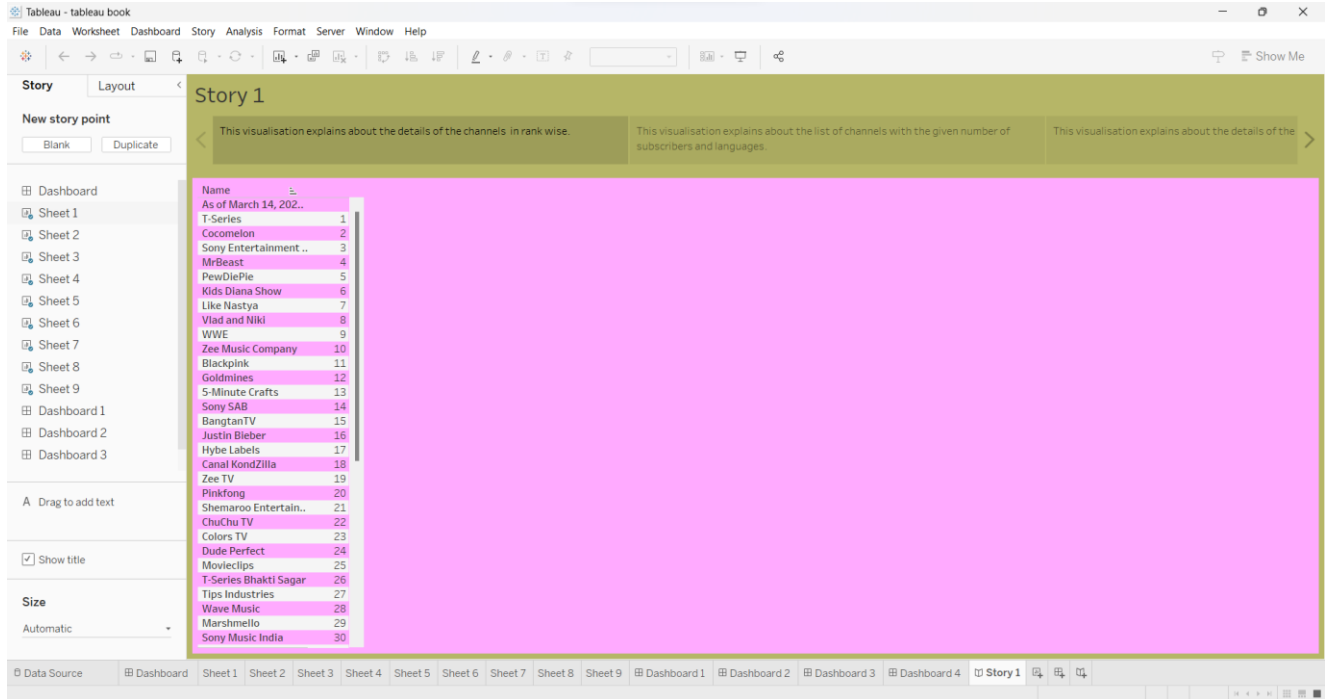 Tableau - tableau book
File Data Worksheet Dashboard Story Analysis Format Server Window Help
Show Me
Story Layout
New story point
Blank Duplicate
Dashboard
Sheet 1
Sheet 2
Sheet 3
Sheet 4
Sheet 5
Sheet 6
Sheet 7
Sheet 8
Sheet 9
Dashboard 1
Dashboard 2
Dashboard 3
A Drag to add text
Show title
Size
Automatic
Story 1
This visualisation explains about the details of the channels in rank wise.
This visualisation explains about the list of channels with the given number of
subscribers and languages.
This visualisation explains about the details of the
Name
As of March 14, 202..
T-Series 1
Cocomelon 2
Sony Entertainment .. 3
MrBeast 4
PewDiePie 5
Kids Diana Show 6
Like Nastya 7
Vlad and Niki 8
WWE 9
Zee Music Company 10
Blackpink 11
Goldmines 12
5-Minute Crafts 13
Sony SAB 14
BangtanTV 15
Justin Bieber 16
Hybe Labels 17
Canal KondZilla 18
Zee TV 19
Pinkfong 20
Shemaroo Entertain.. 21
ChuChu TV 22
Colors TV 23
Dude Perfect 24
Movieclips 25
T-Series Bhakti Sagar 26
Tips Industries 27
Wave Music 28
Marshmello 29
Sony Music India 30
Data Source Dashboard Sheet 1 Sheet 2 Sheet 3 Sheet 4 Sheet 5 Sheet 6 Sheet 7 Sheet 8 Sheet 9 Dashboard 1 Dashboard 2 Dashboard 3 Dashboard 4 Story 1